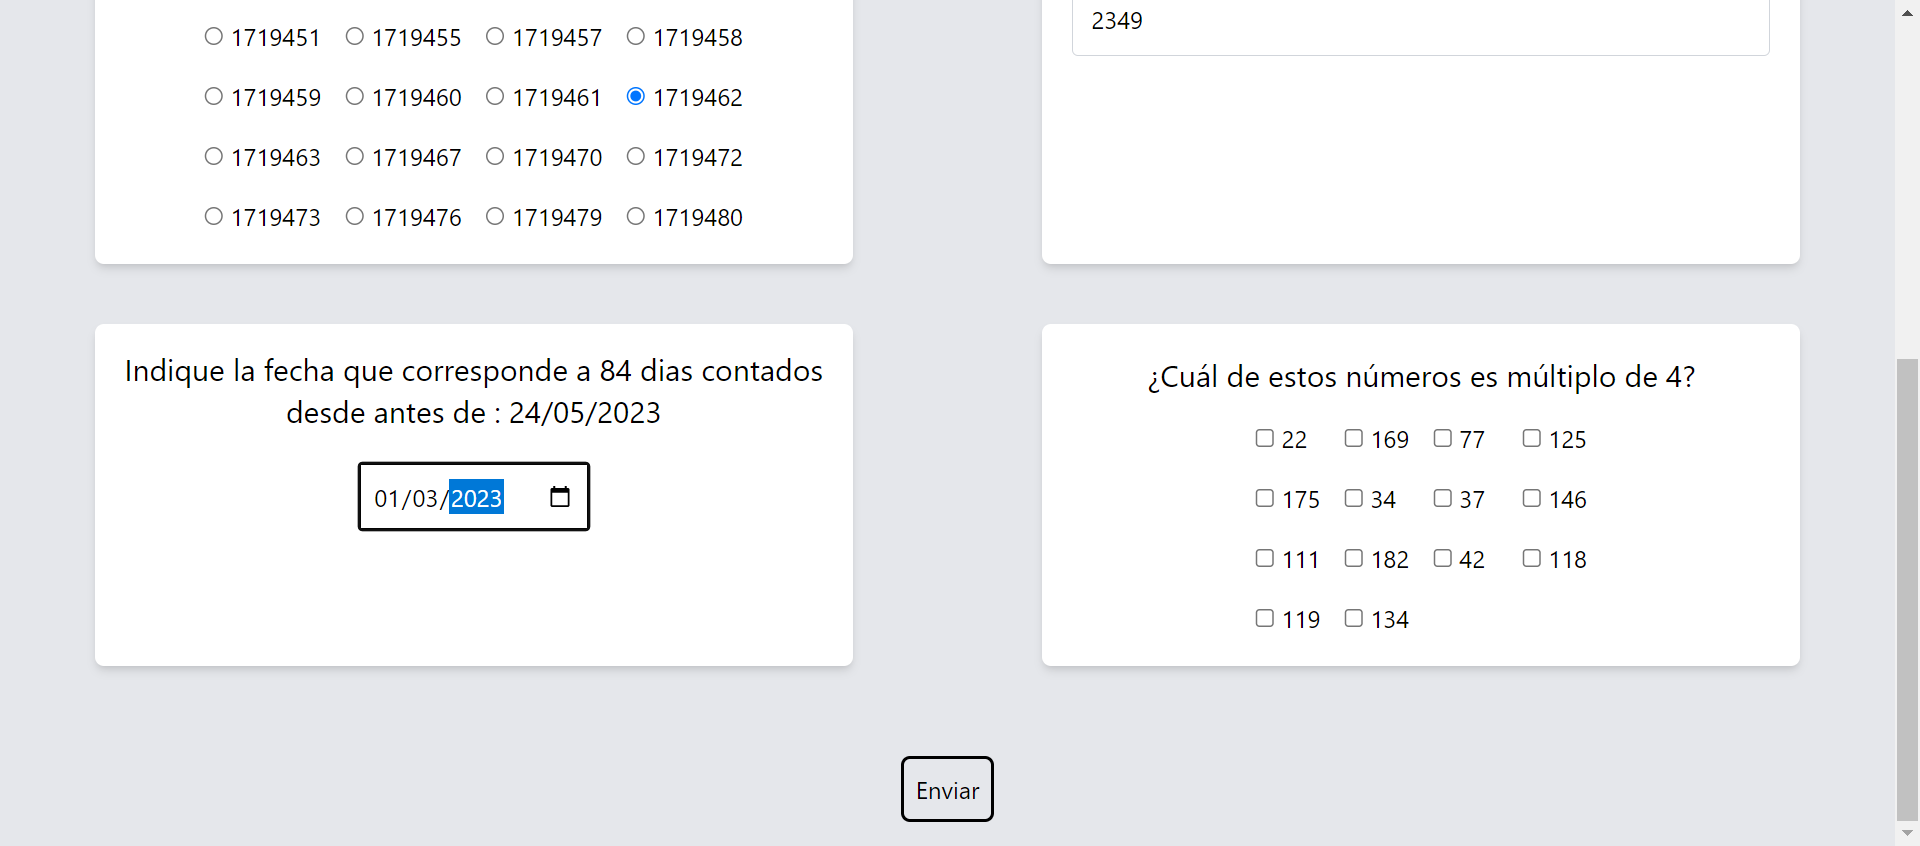 1719451 1719455 1719457 1719458
1719459 1719460 1719461 1719462
1719463 1719467 1719470 1719472
1719473 1719476 1719479 1719480
2349
Indique la fecha que corresponde a 84 dias contados
desde antes de : 24/05/2023
01/03/2023
¿Cuál de estos números es múltiplo de 4?
22 169 77 125
175 34 37 146
111 182 42 118
119 134
Enviar